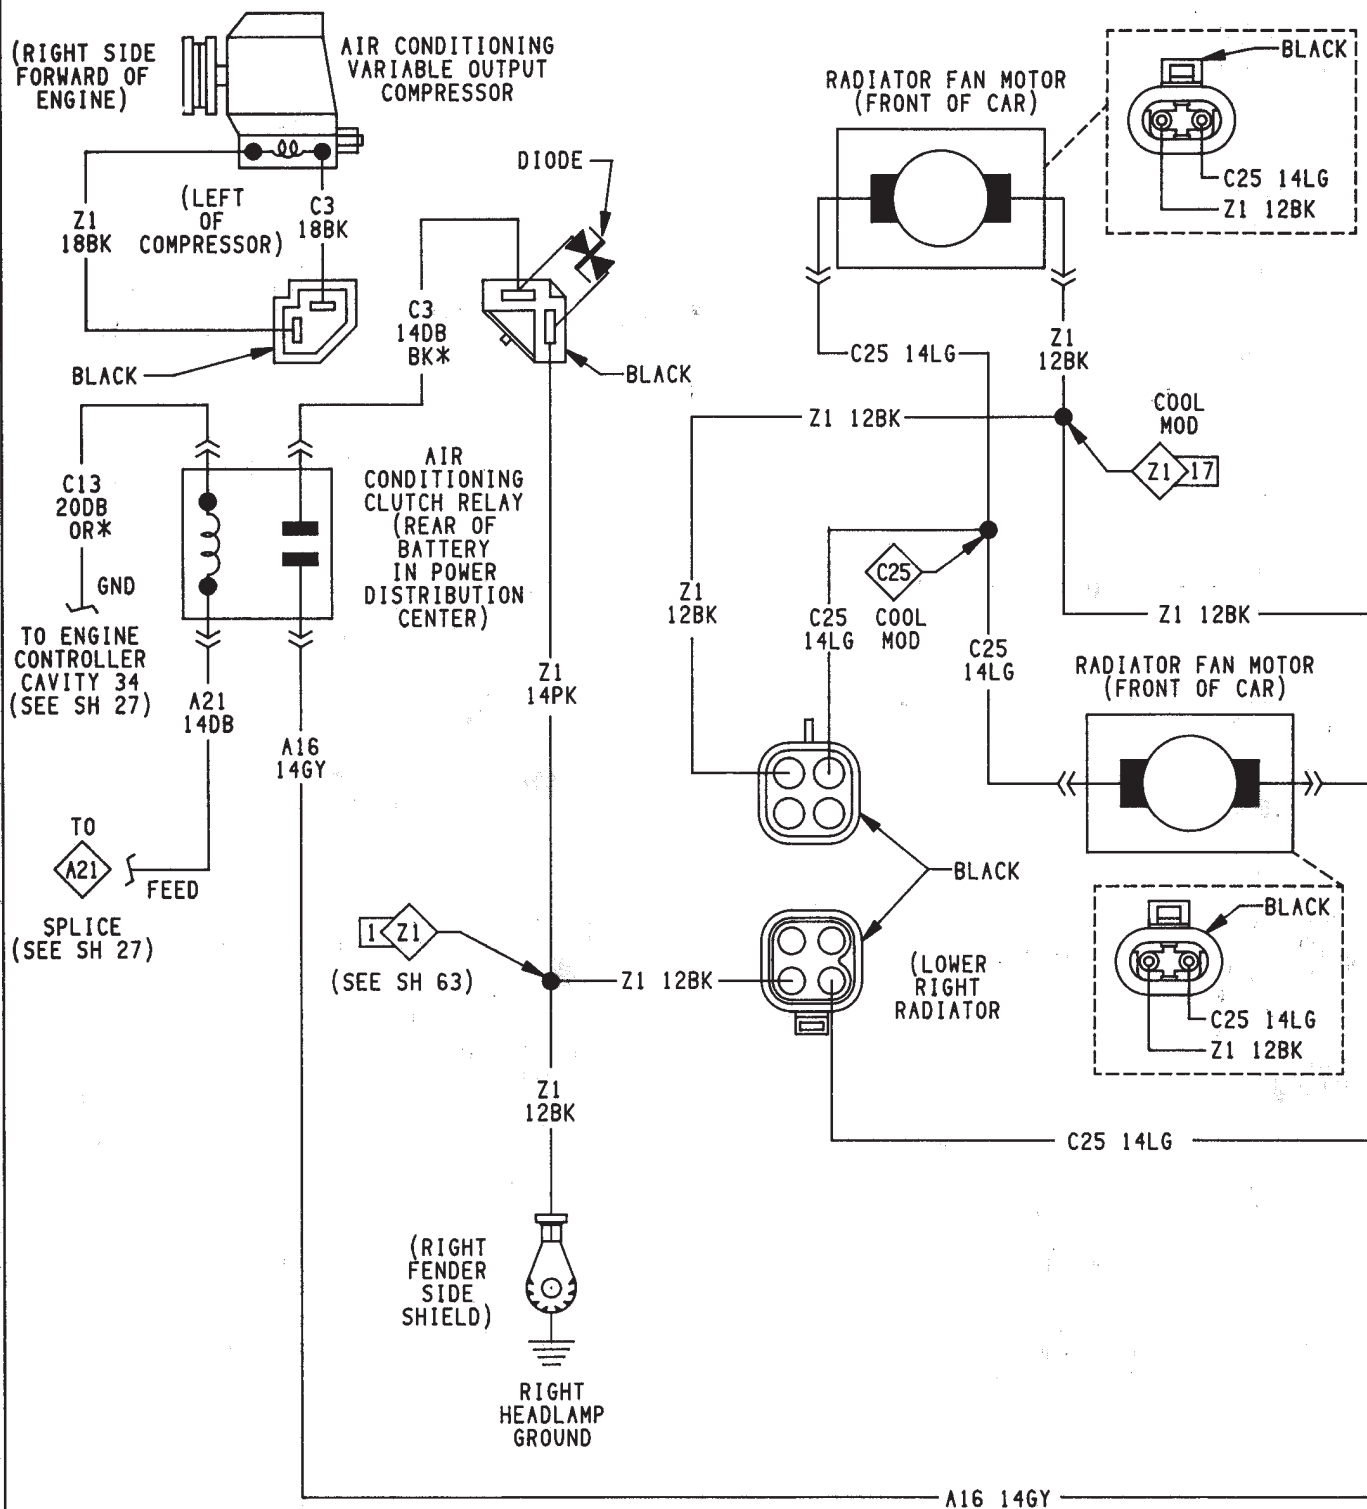 (RIGHT SIDE
FORWARD OF
ENGINE)
AIR CONDITIONING
VARIABLE OUTPUT
COMPRESSOR
RADIATOR FAN MOTOR
(FRONT OF CAR)
BLACK
C25 14LG
Z1 12BK
DIODE
Z1
18BK
(LEFT
OF
COMPRESSOR)
C3
18BK
C3
14DB
BK*
BLACK
BLACK
C25 14LG
Z1
12BK
Z1 12BK
COOL
MOD
Z1 17
C13
20DB
OR*
GND
TO ENGINE
CONTROLLER
CAVITY 34
(SEE SH 27)
AIR
CONDITIONING
CLUTCH RELAY
(REAR OF
BATTERY
IN POWER
DISTRIBUTION
CENTER)
Z1
12BK
C25
14LG
C25
COOL
MOD
C25
14LG
Z1 12BK
RADIATOR FAN MOTOR
(FRONT OF CAR)
A21
14DB
A16
14GY
Z1
14PK
TO
A21
FEED
SPLICE
(SEE SH 27)
BLACK
BLACK
C25 14LG
Z1 12BK
1 Z1
(SEE SH 63)
Z1 12BK
(LOWER
RIGHT
RADIATOR
Z1
12BK
C25 14LG
(RIGHT
FENDER
SIDE
SHIELD)
RIGHT
HEADLAMP
GROUND
A16 14GY